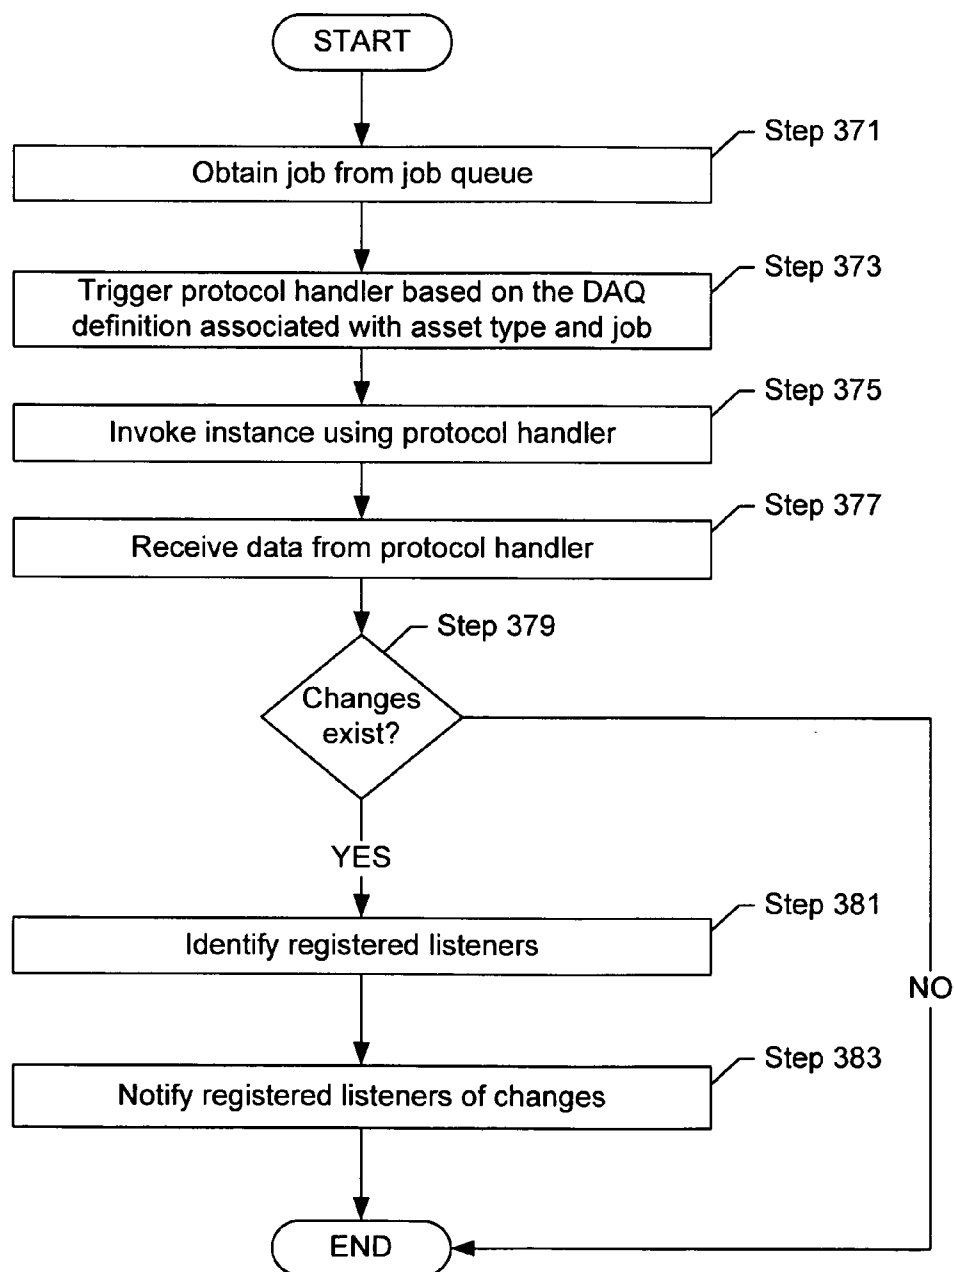 START
Step 371
Obtain job from job queue
Step 373
Trigger protocol handler based on the DAQ
definition associated with asset type and job
Step 375
Invoke instance using protocol handler
Step 377
Receive data from protocol handler
Step 379
Changes
exist?
YES
Step 381
Identify registered listeners
NO
Step 383
Notify registered listeners of changes
END